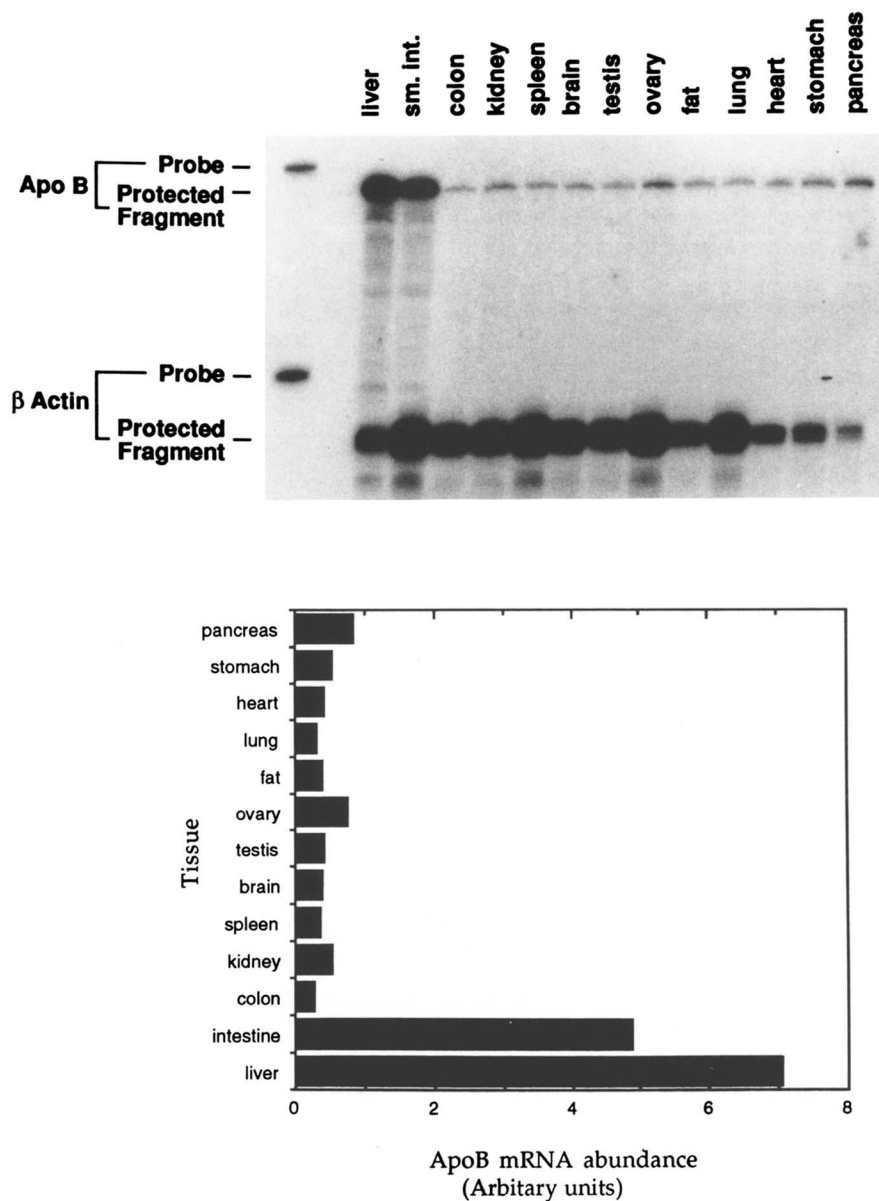 liver sm. int. colon kidney spleen brain testis ovary fat lung heart stomach pancreas
Apo B
Probe
Protected
Fragment
β Actin
Probe
Protected
Fragment
Tissue
pancreas
stomach
heart
lung
fat
ovary
testis
brain
spleen
kidney
colon
intestine
liver
0 2 4 6 8
ApoB mRNA abundance
(Arbitary units)